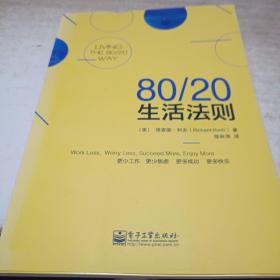 LIVING
THE 80/20
WAY
80/20
生活法则
（英） 理查德·科克（Richard Koch） 著
Work Less, Worry Less, Succeed More, Enjoy More
更少工作 更少焦虑 更多成功 更多快乐
电子工业出版社